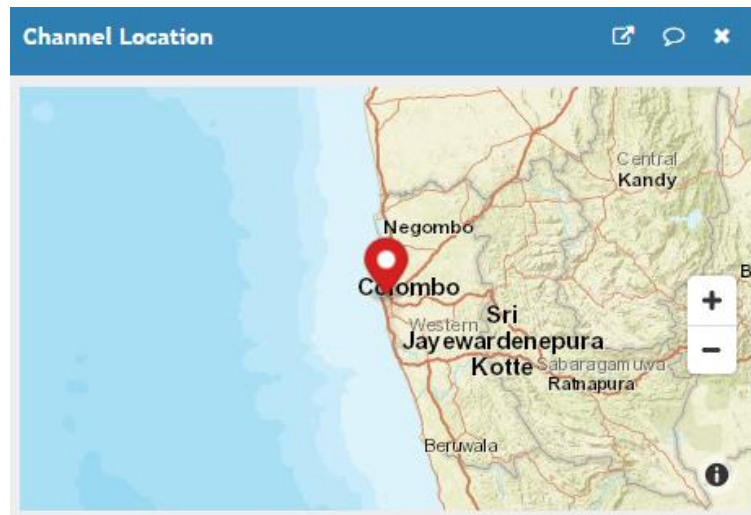 Channel Location
Central
Kandy
Negombo
Colombo
Western
Sri
Jayewardenepura
Kotte
Sabaragamuwa
Ratnapura
Beruwala
B
+
−
i